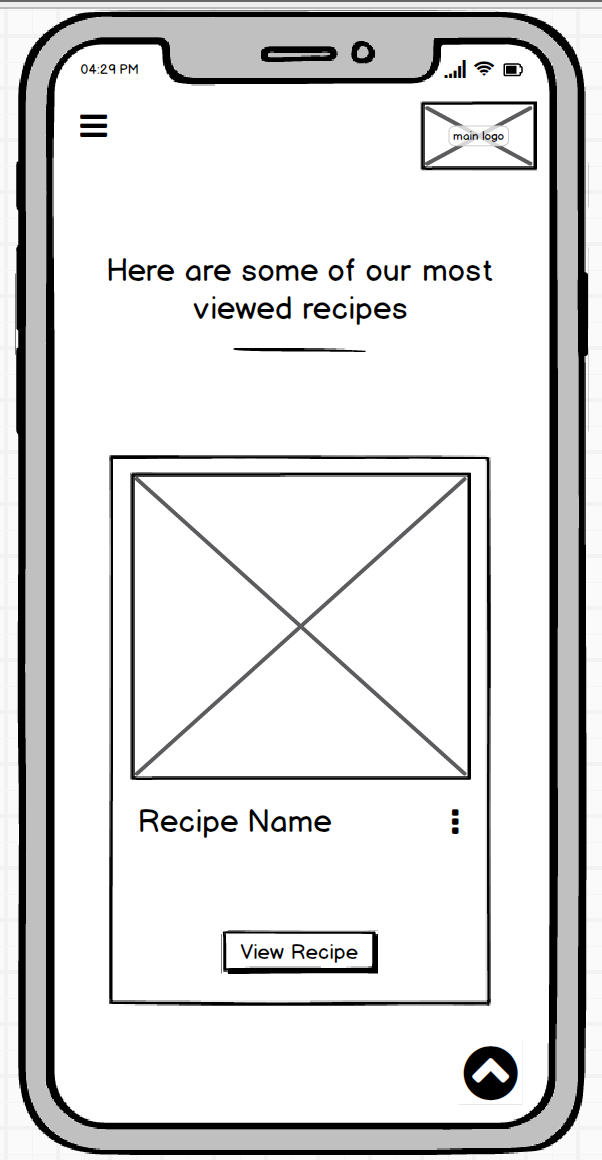 04:29 PM
main logo
Here are some of our most
viewed recipes
Recipe Name
View Recipe